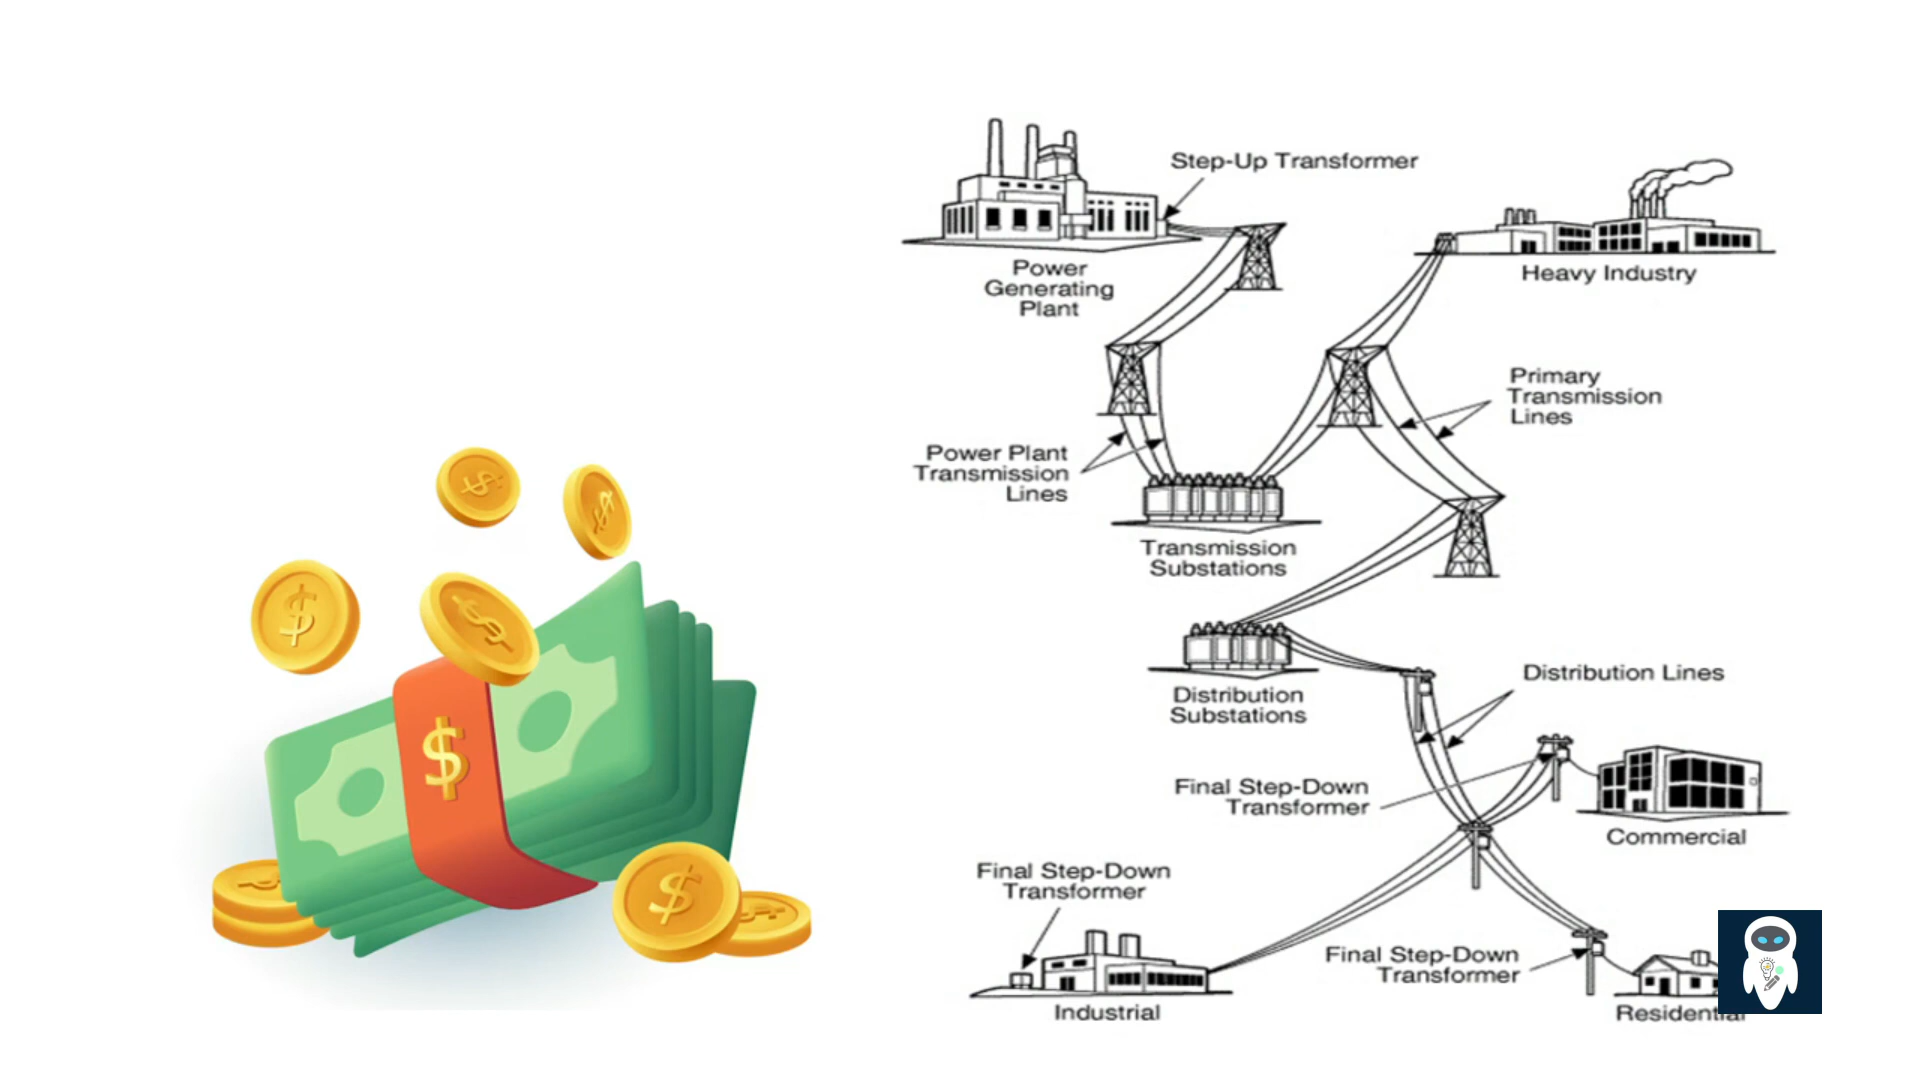 Step-Up Transformer
Power
Generating
Plant
Heavy Industry
Primary
Transmission
Lines
Power Plant
Transmission
Lines
Transmission
Substations
Distribution Lines
Distribution
Substations
Final Step-Down
Transformer
Commercial
Final Step-Down
Transformer
Final Step-Down
Transformer
Industrial
Residential
$
$
$
$
$
$